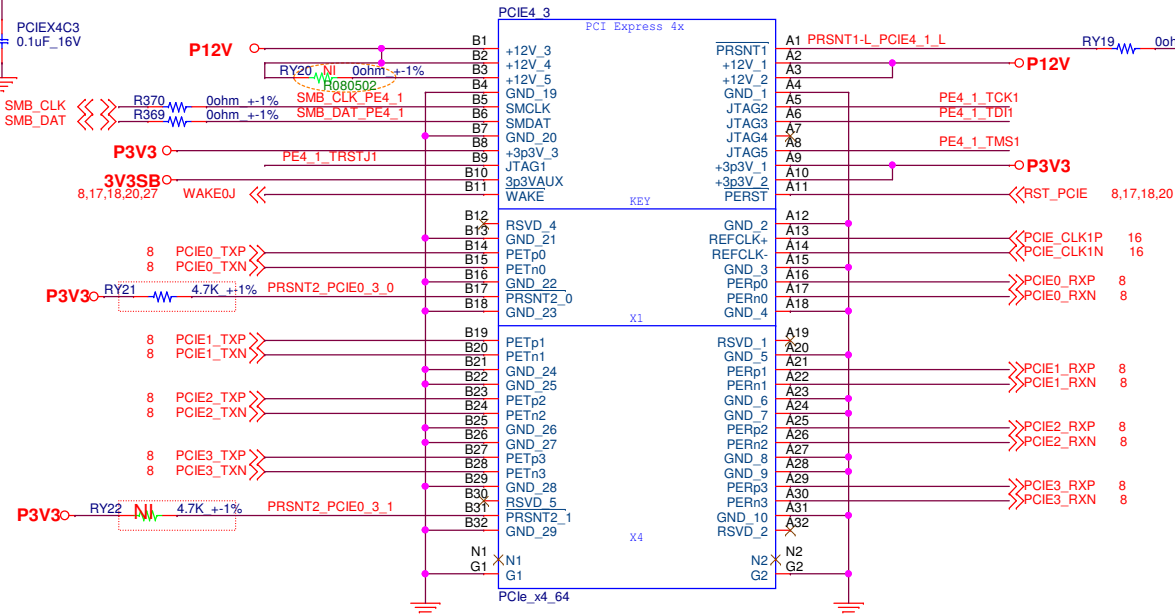 PCIEX4C3
0.1uF_16V
PCIE4_3
PCI Express 4x
P12V
B1 +12V_3 PRSNT1 A1 PRSNT1-L_PCIE4_1_L RY19 0oh
B2 +12V_4 +12V_1 A2 P12V
RY20 NI 0ohm_+-1% B3 +12V_5 +12V_2 A3
R080502
B4 GND_19 GND_1 A4
SMB_CLK R370 0ohm_+-1% SMB_CLK_PE4_1 B5 SMCLK JTAG2 A5 PE4_1_TCK1
SMB_DAT R369 0ohm_+-1% SMB_DAT_PE4_1 B6 SMDAT JTAG3 A6 PE4_1_TDI1
B7 GND_20 JTAG4 A7
P3V3 B8 +3p3V_3 JTAG5 A8 PE4_1_TMS1
PE4_1_TRSTJ1 B9 JTAG1 +3p3V_1 A9 P3V3
3V3SB B10 3p3VAUX +3p3V_2 A10
8,17,18,20,27 WAKE0J B11 WAKE PERST A11 RST_PCIE 8,17,18,20
KEY
B12 RSVD_4 GND_2 A12
B13 GND_21 REFCLK+ A13 PCIE_CLK1P 16
8 PCIE0_TXP B14 PETp0 REFCLK- A14 PCIE_CLK1N 16
8 PCIE0_TXN B15 PETn0 GND_3 A15
B16 GND_22 PERp0 A16 PCIE0_RXP 8
P3V3 RY21 4.7K_+-1% PRSNT2_PCIE0_3_0 B17 PRSNT2_0 PERn0 A17 PCIE0_RXN 8
B18 GND_23 GND_4 A18
X1
8 PCIE1_TXP B19 PETp1 RSVD_1 A19
8 PCIE1_TXN B20 PETn1 GND_5 A20
B21 GND_24 PERp1 A21 PCIE1_RXP 8
B22 GND_25 PERn1 A22 PCIE1_RXN 8
8 PCIE2_TXP B23 PETp2 GND_6 A23
8 PCIE2_TXN B24 PETn2 GND_7 A24
B25 GND_26 PERp2 A25 PCIE2_RXP 8
B26 GND_27 PERn2 A26 PCIE2_RXN 8
8 PCIE3_TXP B27 PETp3 GND_8 A27
8 PCIE3_TXN B28 PETn3 GND_9 A28
B29 GND_28 PERp3 A29 PCIE3_RXP 8
B30 RSVD_5 PERn3 A30 PCIE3_RXN 8
P3V3 RY22 NI 4.7K_+-1% PRSNT2_PCIE0_3_1 B31 PRSNT2_1 GND_10 A31
B32 GND_29 RSVD_2 A32
X4
N1 N1 N2 N2
G1 G1 G2 G2
PCIe_x4_64